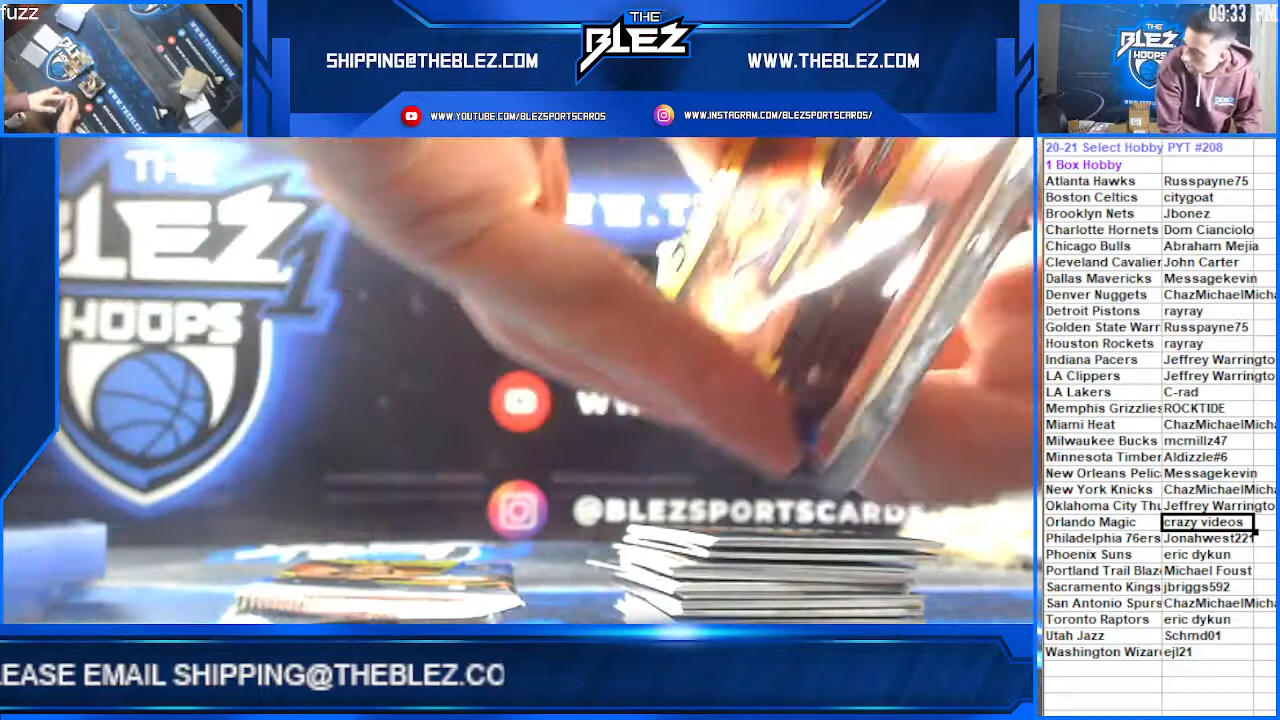 fuzz
SHIPPING@THEBLEZ.COM
THE
BLEZ
WWW.THEBLEZ.COM
WWW.YOUTUBE.COM/BLEZSPORTSCARDS
WWW.INSTAGRAM.COM/BLEZSPORTSCARDS/
09:33 PM
THE
BLEZ
HOOPS
THE
BLEZ
HOOPS
@BLEZSPORTSCARDS
20-21 Select Hobby PYT #208
1 Box Hobby
Atlanta Hawks Russpayne75
Boston Celtics citygoat
Brooklyn Nets Jbonez
Charlotte Hornets Dom Cianciolo
Chicago Bulls Abraham Mejia
Cleveland Cavalier John Carter
Dallas Mavericks Messagekevin
Denver Nuggets ChazMichaelMicha
Detroit Pistons rayray
Golden State Warr Russpayne75
Houston Rockets rayray
Indiana Pacers Jeffrey Warringto
LA Clippers Jeffrey Warringto
LA Lakers C-rad
Memphis Grizzlies ROCKTIDE
Miami Heat ChazMichaelMicha
Milwaukee Bucks mcmillz47
Minnesota Timber Aldizzle#6
New Orleans Pelic Messagekevin
New York Knicks ChazMichaelMicha
Oklahoma City Thu Jeffrey Warringto
Orlando Magic crazy videos
Philadelphia 76ers Jonahwest221
Phoenix Suns eric dykun
Portland Trail Blaz Michael Foust
Sacramento Kings jbriggs592
San Antonio Spurs ChazMichaelMicha
Toronto Raptors eric dykun
Utah Jazz Schmd01
Washington Wizar ejl21
LEASE EMAIL SHIPPING@THEBLEZ.CO